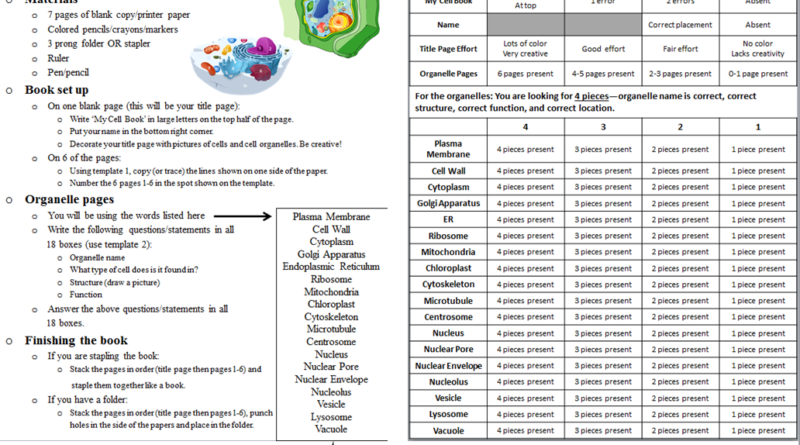 Materials
o 7 pages of blank copy/printer paper
o Colored pencils/crayons/markers
o 3 prong folder OR stapler
o Ruler
o Pen/pencil
o Book set up
o On one blank page (this will be your title page):
o Write ‘My Cell Book’ in large letters on the top half of the page.
o Put your name in the bottom right corner.
o Decorate your title page with pictures of cells and cell organelles. Be creative!
o On 6 of the pages:
o Using template 1, copy (or trace) the lines shown on one side of the paper.
o Number the 6 pages 1-6 in the spot shown on the template.
o Organelle pages
o You will be using the words listed here
o Write the following questions/statements in all
18 boxes (use template 2):
o Organelle name
o What type of cell does is it found in?
o Structure (draw a picture)
o Function
o Answer the above questions/statements in all
18 boxes.
o Finishing the book
o If you are stapling the book:
o Stack the pages in order (title page then pages 1-6) and
staple them together like a book.
o If you have a folder:
o Stack the pages in order (title page then pages 1-6), punch
holes in the side of the papers and place in the folder.
Plasma Membrane
Cell Wall
Cytoplasm
Golgi Apparatus
Endoplasmic Reticulum
Ribosome
Mitochondria
Chloroplast
Cytoskeleton
Microtubule
Centrosome
Nucleus
Nuclear Pore
Nuclear Envelope
Nucleolus
Vesicle
Lysosome
Vacuole
My Cell Book At top 1 error 2 errors Absent
Name Correct placement Absent
Title Page Effort Lots of color Very creative Good effort Fair effort No color Lacks creativity
Organelle Pages 6 pages present 4-5 pages present 2-3 pages present 0-1 page present
For the organelles: You are looking for 4 pieces—organelle name is correct, correct
structure, correct function, and correct location.
4 3 2 1
Plasma Membrane 4 pieces present 3 pieces present 2 pieces present 1 piece present
Cell Wall 4 pieces present 3 pieces present 2 pieces present 1 piece present
Cytoplasm 4 pieces present 3 pieces present 2 pieces present 1 piece present
Golgi Apparatus 4 pieces present 3 pieces present 2 pieces present 1 piece present
ER 4 pieces present 3 pieces present 2 pieces present 1 piece present
Ribosome 4 pieces present 3 pieces present 2 pieces present 1 piece present
Mitochondria 4 pieces present 3 pieces present 2 pieces present 1 piece present
Chloroplast 4 pieces present 3 pieces present 2 pieces present 1 piece present
Cytoskeleton 4 pieces present 3 pieces present 2 pieces present 1 piece present
Microtubule 4 pieces present 3 pieces present 2 pieces present 1 piece present
Centrosome 4 pieces present 3 pieces present 2 pieces present 1 piece present
Nucleus 4 pieces present 3 pieces present 2 pieces present 1 piece present
Nuclear Pore 4 pieces present 3 pieces present 2 pieces present 1 piece present
Nuclear Envelope 4 pieces present 3 pieces present 2 pieces present 1 piece present
Nucleolus 4 pieces present 3 pieces present 2 pieces present 1 piece present
Vesicle 4 pieces present 3 pieces present 2 pieces present 1 piece present
Lysosome 4 pieces present 3 pieces present 2 pieces present 1 piece present
Vacuole 4 pieces present 3 pieces present 2 pieces present 1 piece present